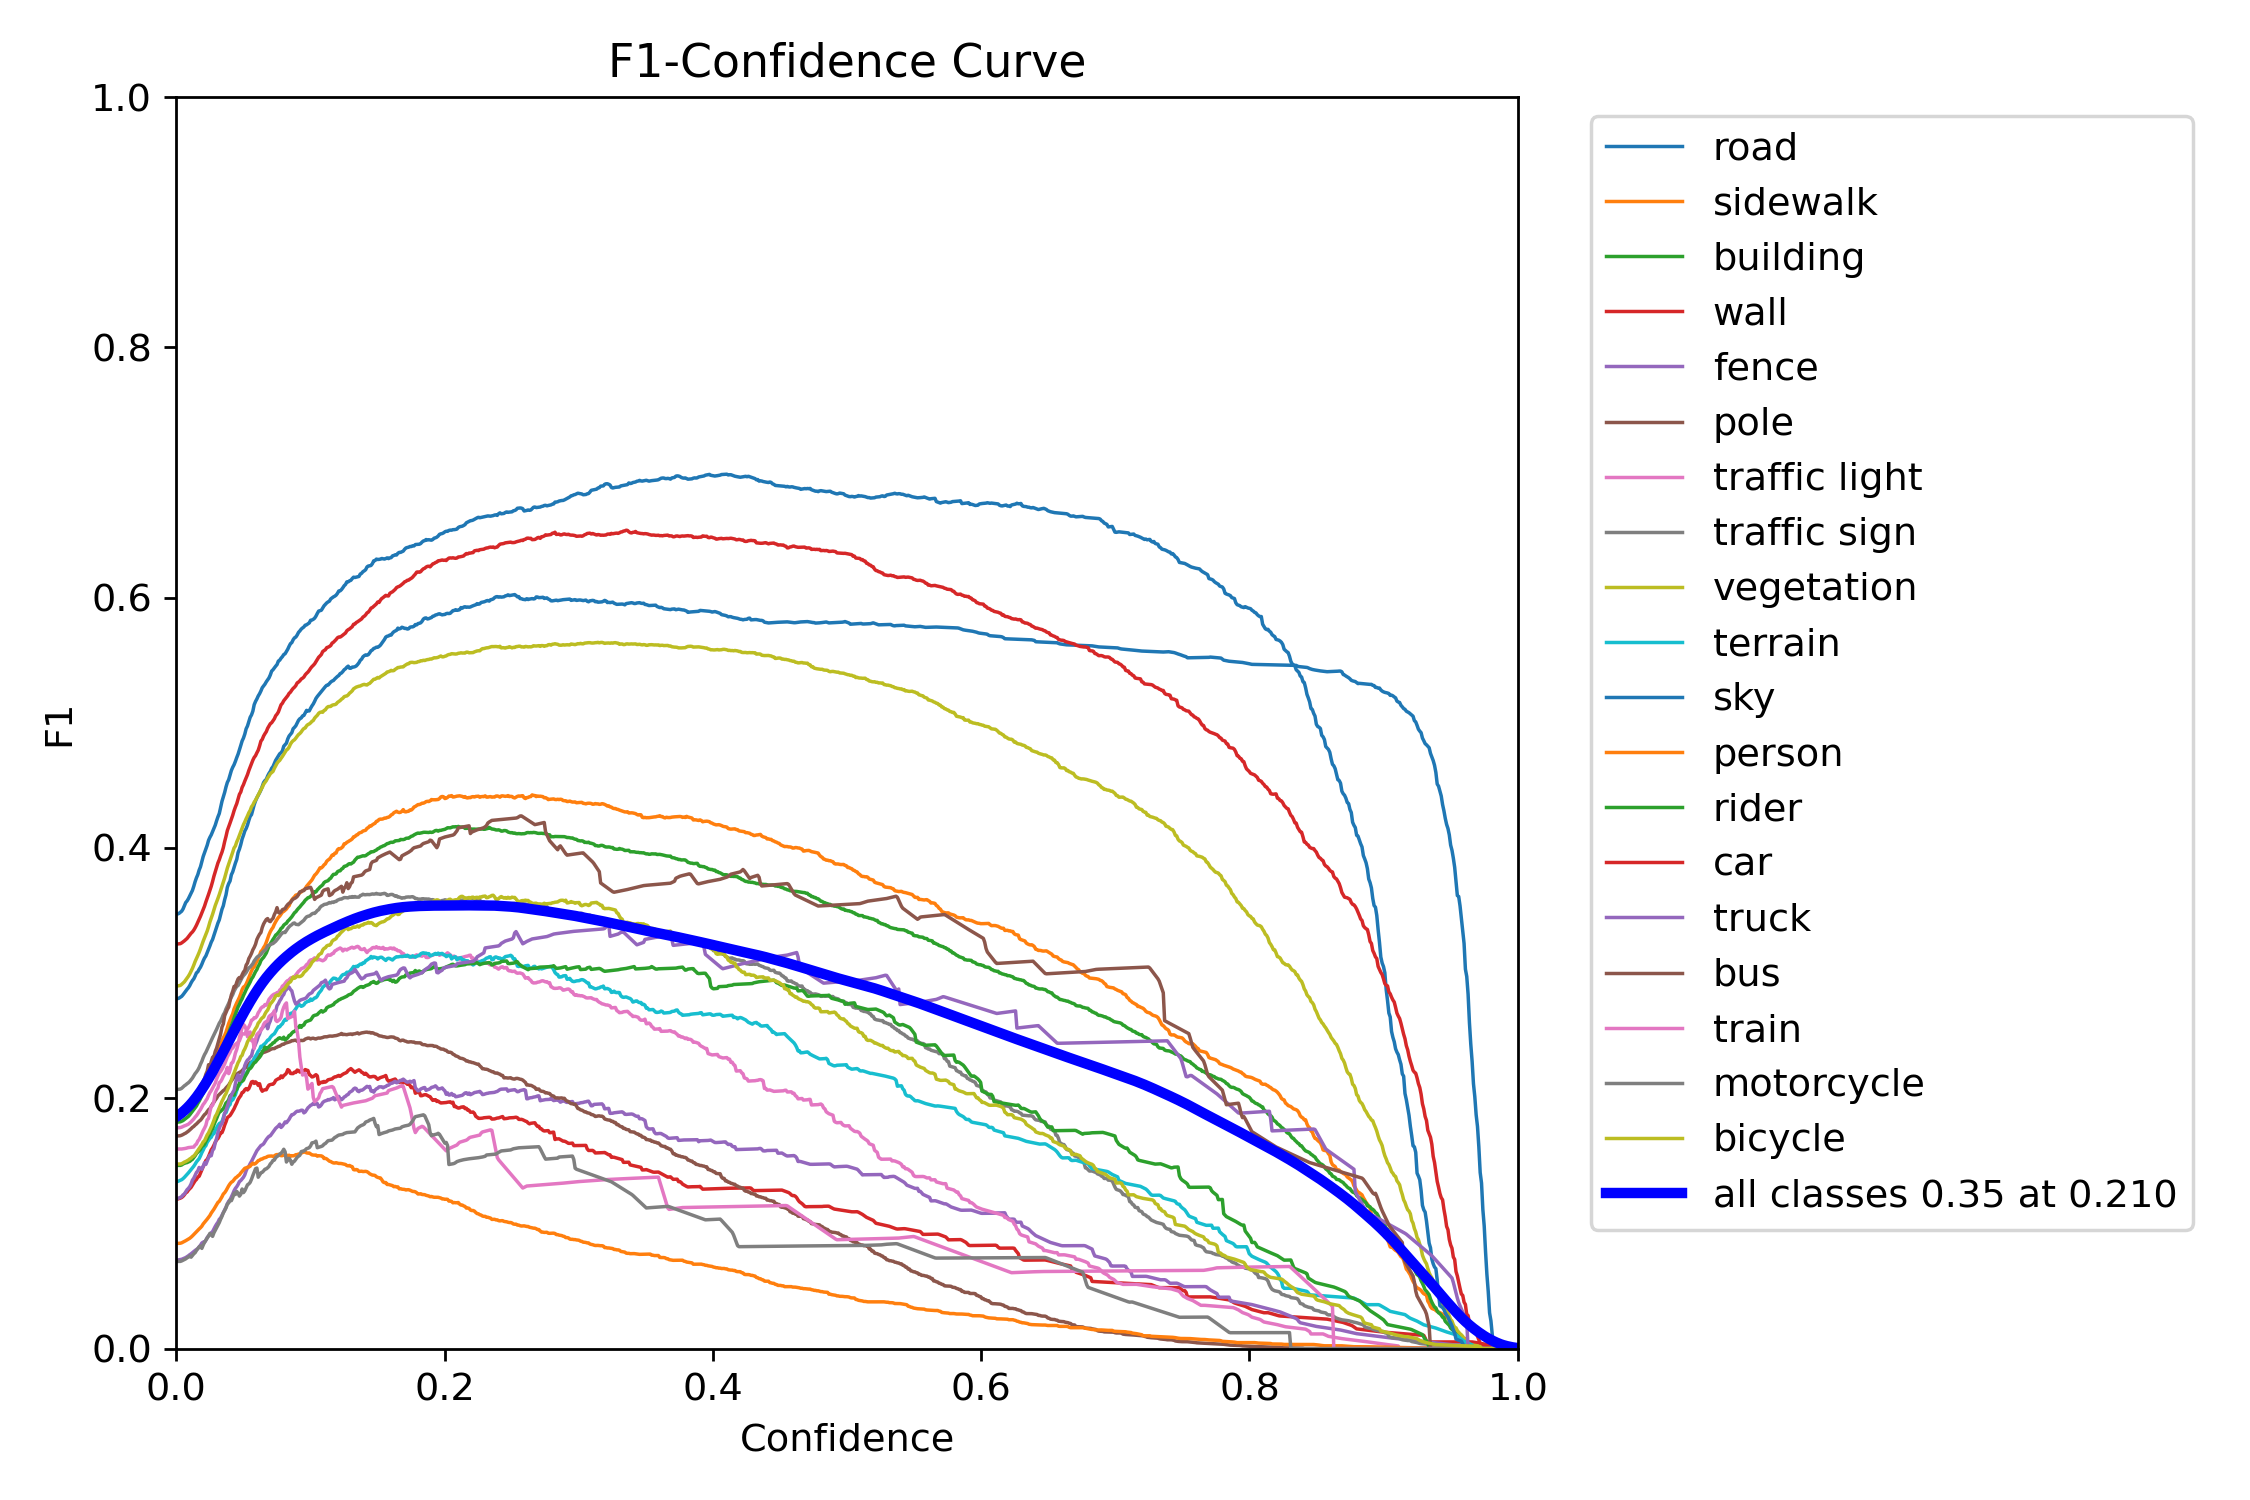 F1-Confidence Curve
1.0
0.8
0.6
0.4
0.2
0.0
F1
0.0 0.2 0.4 0.6 0.8 1.0
Confidence
road
sidewalk
building
wall
fence
pole
traffic light
traffic sign
vegetation
terrain
sky
person
rider
car
truck
bus
train
motorcycle
bicycle
all classes 0.35 at 0.210